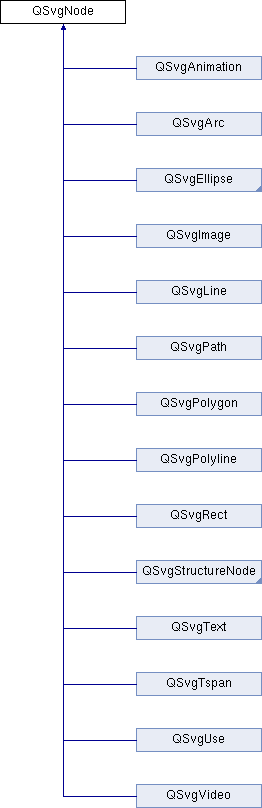 QSvgNode
QSvgAnimation
QSvgArc
QSvgEllipse
QSvgImage
QSvgLine
QSvgPath
QSvgPolygon
QSvgPolyline
QSvgRect
QSvgStructureNode
QSvgText
QSvgTspan
QSvgUse
QSvgVideo